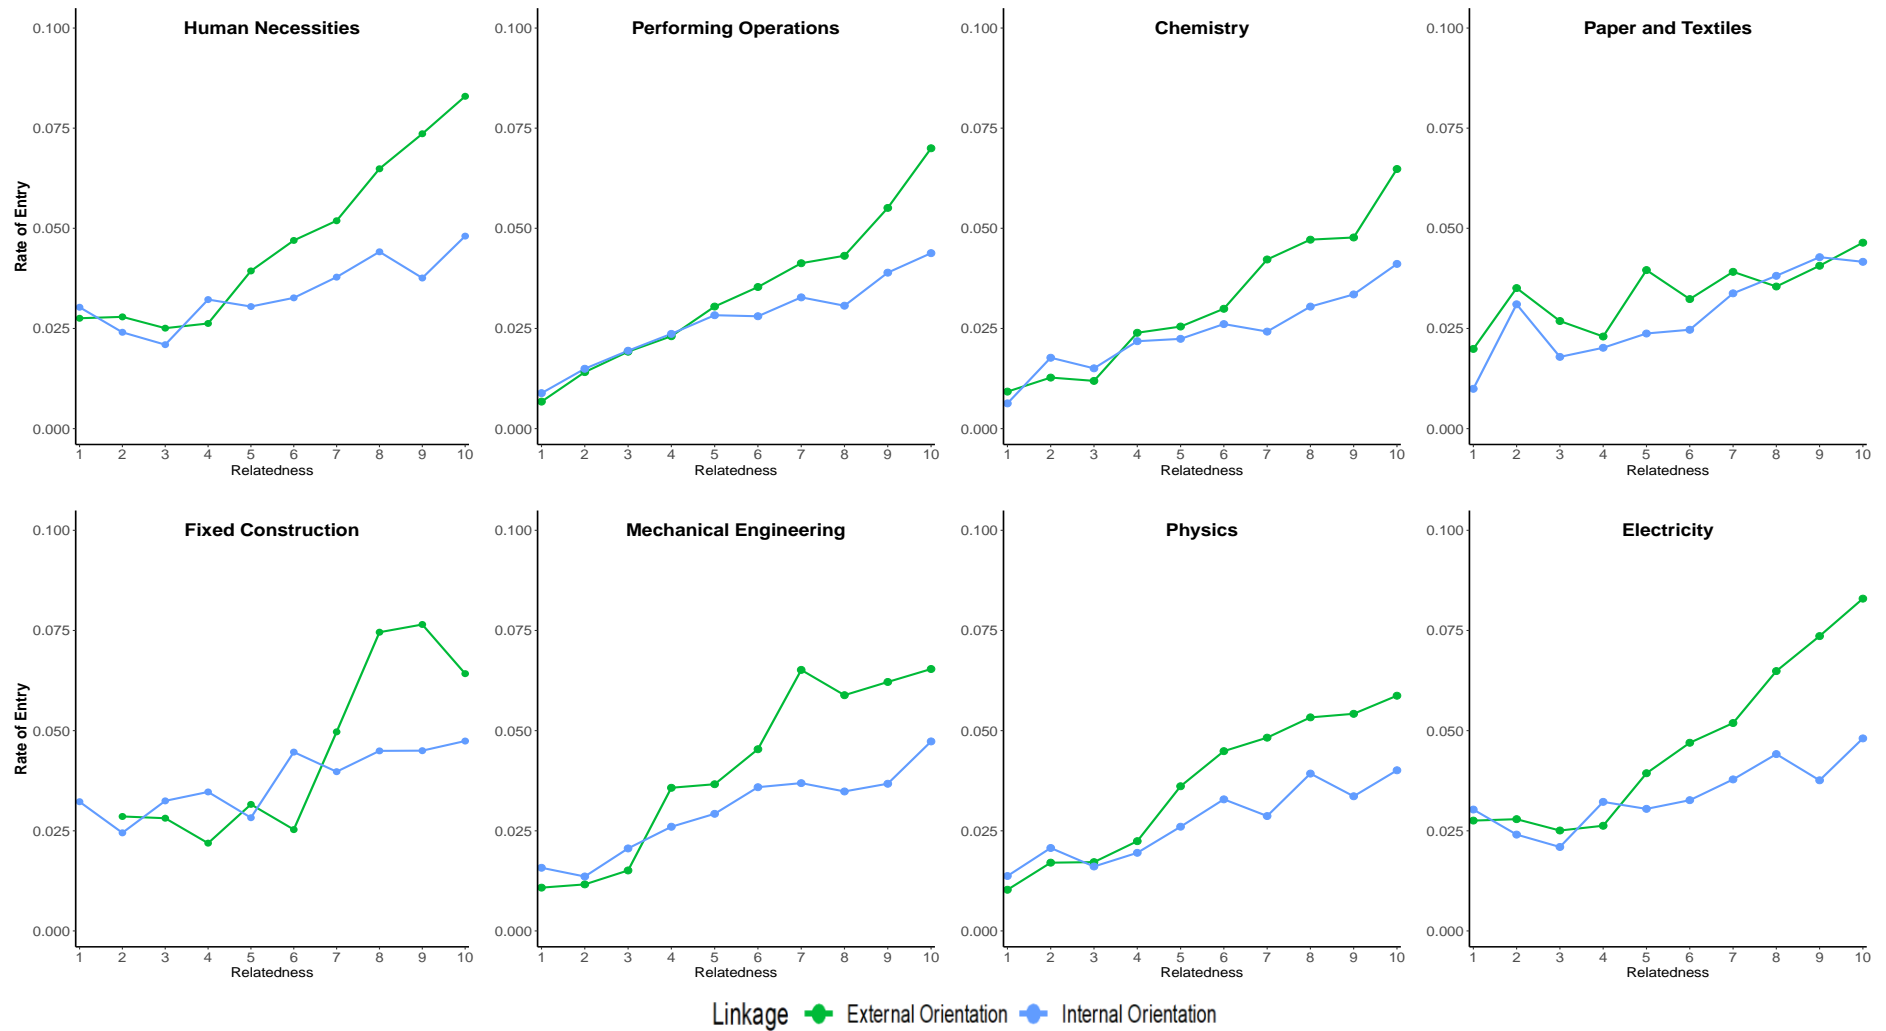 Human Necessities
Performing Operations
Chemistry
Paper and Textiles
0.100
0.075
0.050
0.025
0.000
Rate of Entry
1 2 3 4 5 6 7 8 9 10
Relatedness
0.100
0.075
0.050
0.025
0.000
1 2 3 4 5 6 7 8 9 10
Relatedness
0.100
0.075
0.050
0.025
0.000
1 2 3 4 5 6 7 8 9 10
Relatedness
0.100
0.075
0.050
0.025
0.000
1 2 3 4 5 6 7 8 9 10
Relatedness
Fixed Construction
Mechanical Engineering
Physics
Electricity
0.100
0.075
0.050
0.025
0.000
Rate of Entry
1 2 3 4 5 6 7 8 9 10
Relatedness
0.100
0.075
0.050
0.025
0.000
1 2 3 4 5 6 7 8 9 10
Relatedness
0.100
0.075
0.050
0.025
0.000
1 2 3 4 5 6 7 8 9 10
Relatedness
0.100
0.075
0.050
0.025
0.000
1 2 3 4 5 6 7 8 9 10
Relatedness
Linkage External Orientation Internal Orientation